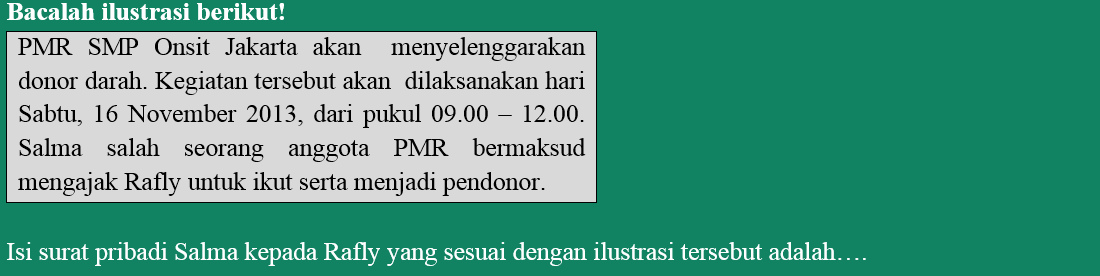 Bacalah ilustrasi berikut!
PMR SMP Onsit Jakarta akan menyelenggarakan
donor darah. Kegiatan tersebut akan dilaksanakan hari
Sabtu, 16 November 2013, dari pukul 09.00 – 12.00.
Salma salah seorang anggota PMR bermaksud
mengajak Rafly untuk ikut serta menjadi pendonor.
Isi surat pribadi Salma kepada Rafly yang sesuai dengan ilustrasi tersebut adalah….